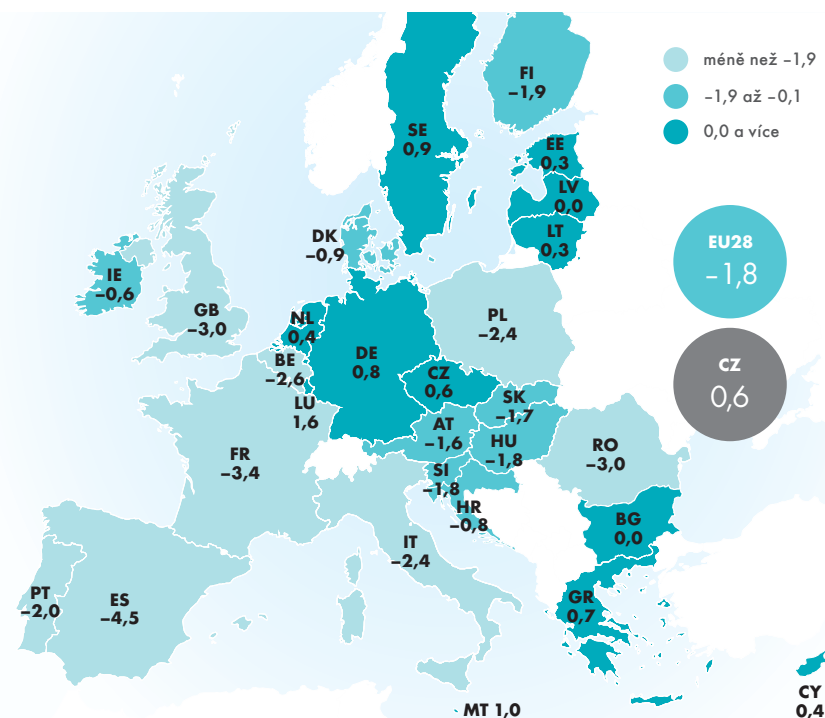 FI
−1,9
méně než −1,9
−1,9 až −0,1
0,0 a více
SE
0,9
EE
0,3
LV
0,0
LT
0,3
DK
−0,9
EU28
−1,8
IE
−0,6
GB
−3,0
NL
0,4
PL
−2,4
DE
0,8
BE
−2,6
CZ
0,6
CZ
0,6
LU
1,6
SK
−1,7
AT
−1,6
HU
−1,8
FR
−3,4
RO
−3,0
SI
−1,8
HR
−0,8
BG
0,0
IT
−2,4
PT
−2,0
ES
−4,5
GR
0,7
CY
0,4
MT 1,0